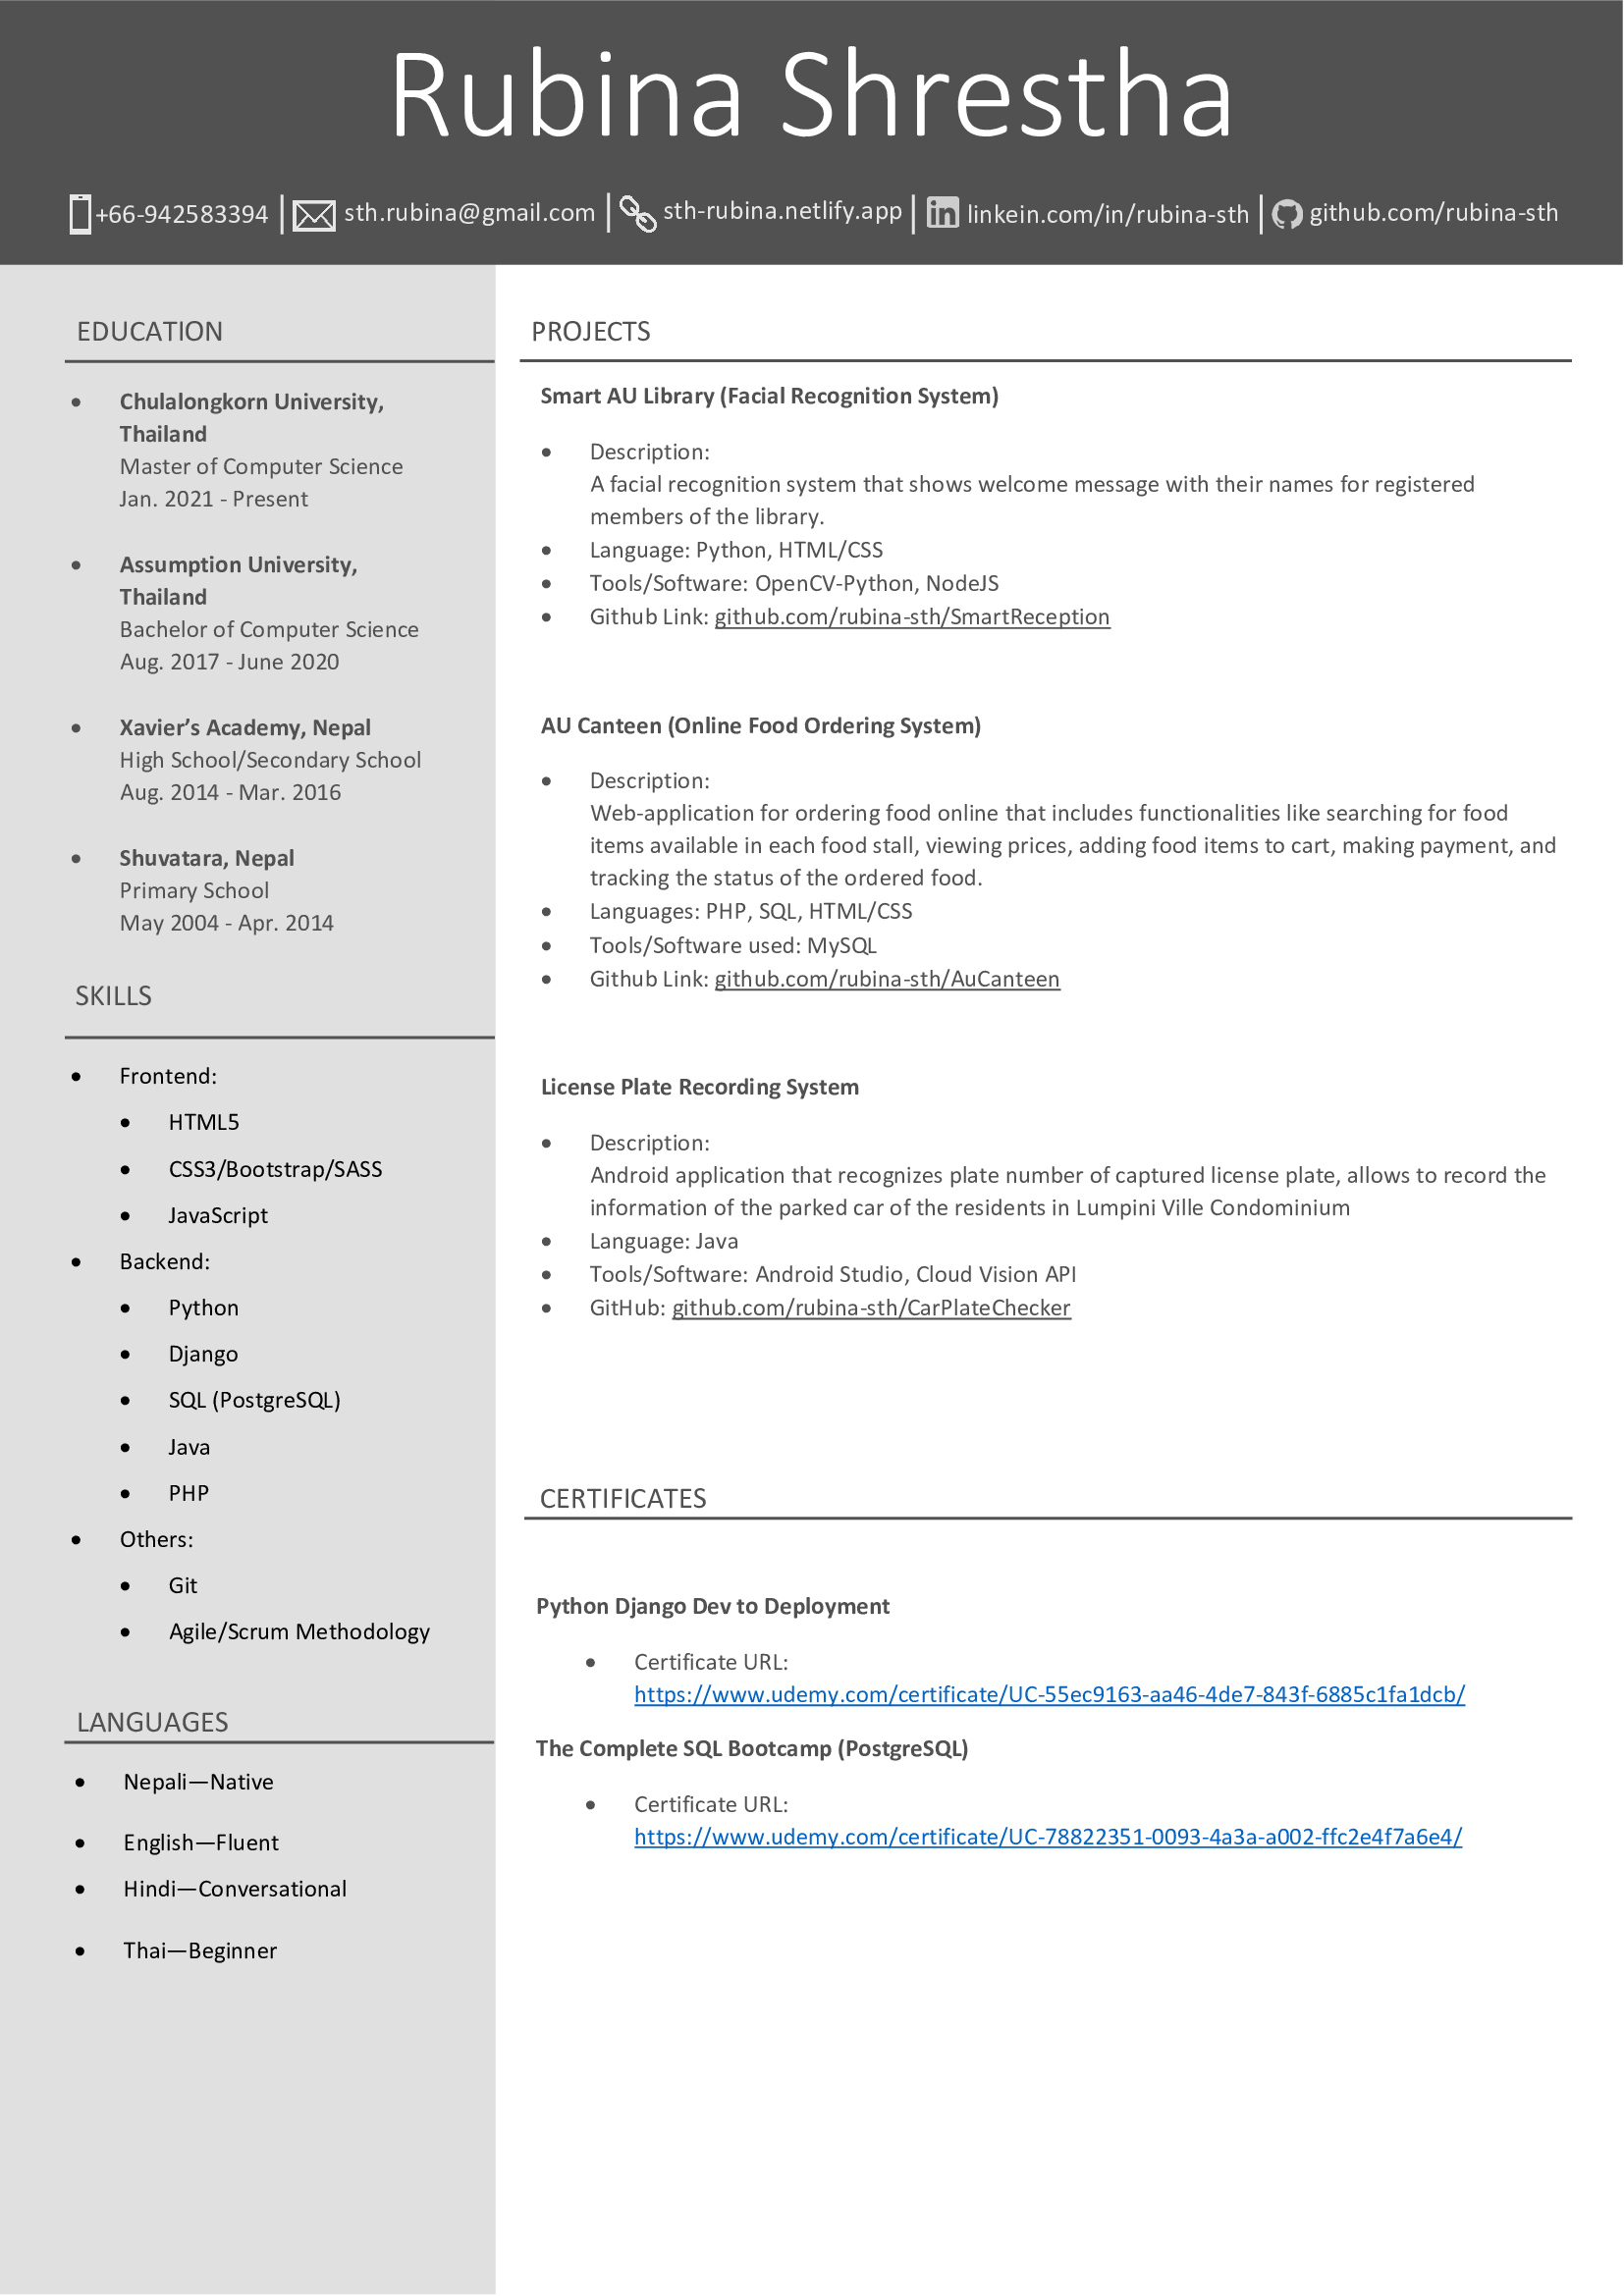 Rubina Shrestha
+66-942583394 | sth.rubina@gmail.com | sth-rubina.netlify.app | linkein.com/in/rubina-sth | github.com/rubina-sth
EDUCATION
• Chulalongkorn University,
Thailand
Master of Computer Science
Jan. 2021 - Present
• Assumption University,
Thailand
Bachelor of Computer Science
Aug. 2017 - June 2020
• Xavier’s Academy, Nepal
High School/Secondary School
Aug. 2014 - Mar. 2016
• Shuvatara, Nepal
Primary School
May 2004 - Apr. 2014
SKILLS
• Frontend:
• HTML5
• CSS3/Bootstrap/SASS
• JavaScript
• Backend:
• Python
• Django
• SQL (PostgreSQL)
• Java
• PHP
• Others:
• Git
• Agile/Scrum Methodology
LANGUAGES
• Nepali—Native
• English—Fluent
• Hindi—Conversational
• Thai—Beginner
PROJECTS
Smart AU Library (Facial Recognition System)
• Description:
A facial recognition system that shows welcome message with their names for registered
members of the library.
• Language: Python, HTML/CSS
• Tools/Software: OpenCV-Python, NodeJS
• Github Link: github.com/rubina-sth/SmartReception
AU Canteen (Online Food Ordering System)
• Description:
Web-application for ordering food online that includes functionalities like searching for food
items available in each food stall, viewing prices, adding food items to cart, making payment, and
tracking the status of the ordered food.
• Languages: PHP, SQL, HTML/CSS
• Tools/Software used: MySQL
• Github Link: github.com/rubina-sth/AuCanteen
License Plate Recording System
• Description:
Android application that recognizes plate number of captured license plate, allows to record the
information of the parked car of the residents in Lumpini Ville Condominium
• Language: Java
• Tools/Software: Android Studio, Cloud Vision API
• GitHub: github.com/rubina-sth/CarPlateChecker
CERTIFICATES
Python Django Dev to Deployment
• Certificate URL:
https://www.udemy.com/certificate/UC-55ec9163-aa46-4de7-843f-6885c1fa1dcb/
The Complete SQL Bootcamp (PostgreSQL)
• Certificate URL:
https://www.udemy.com/certificate/UC-78822351-0093-4a3a-a002-ffc2e4f7a6e4/